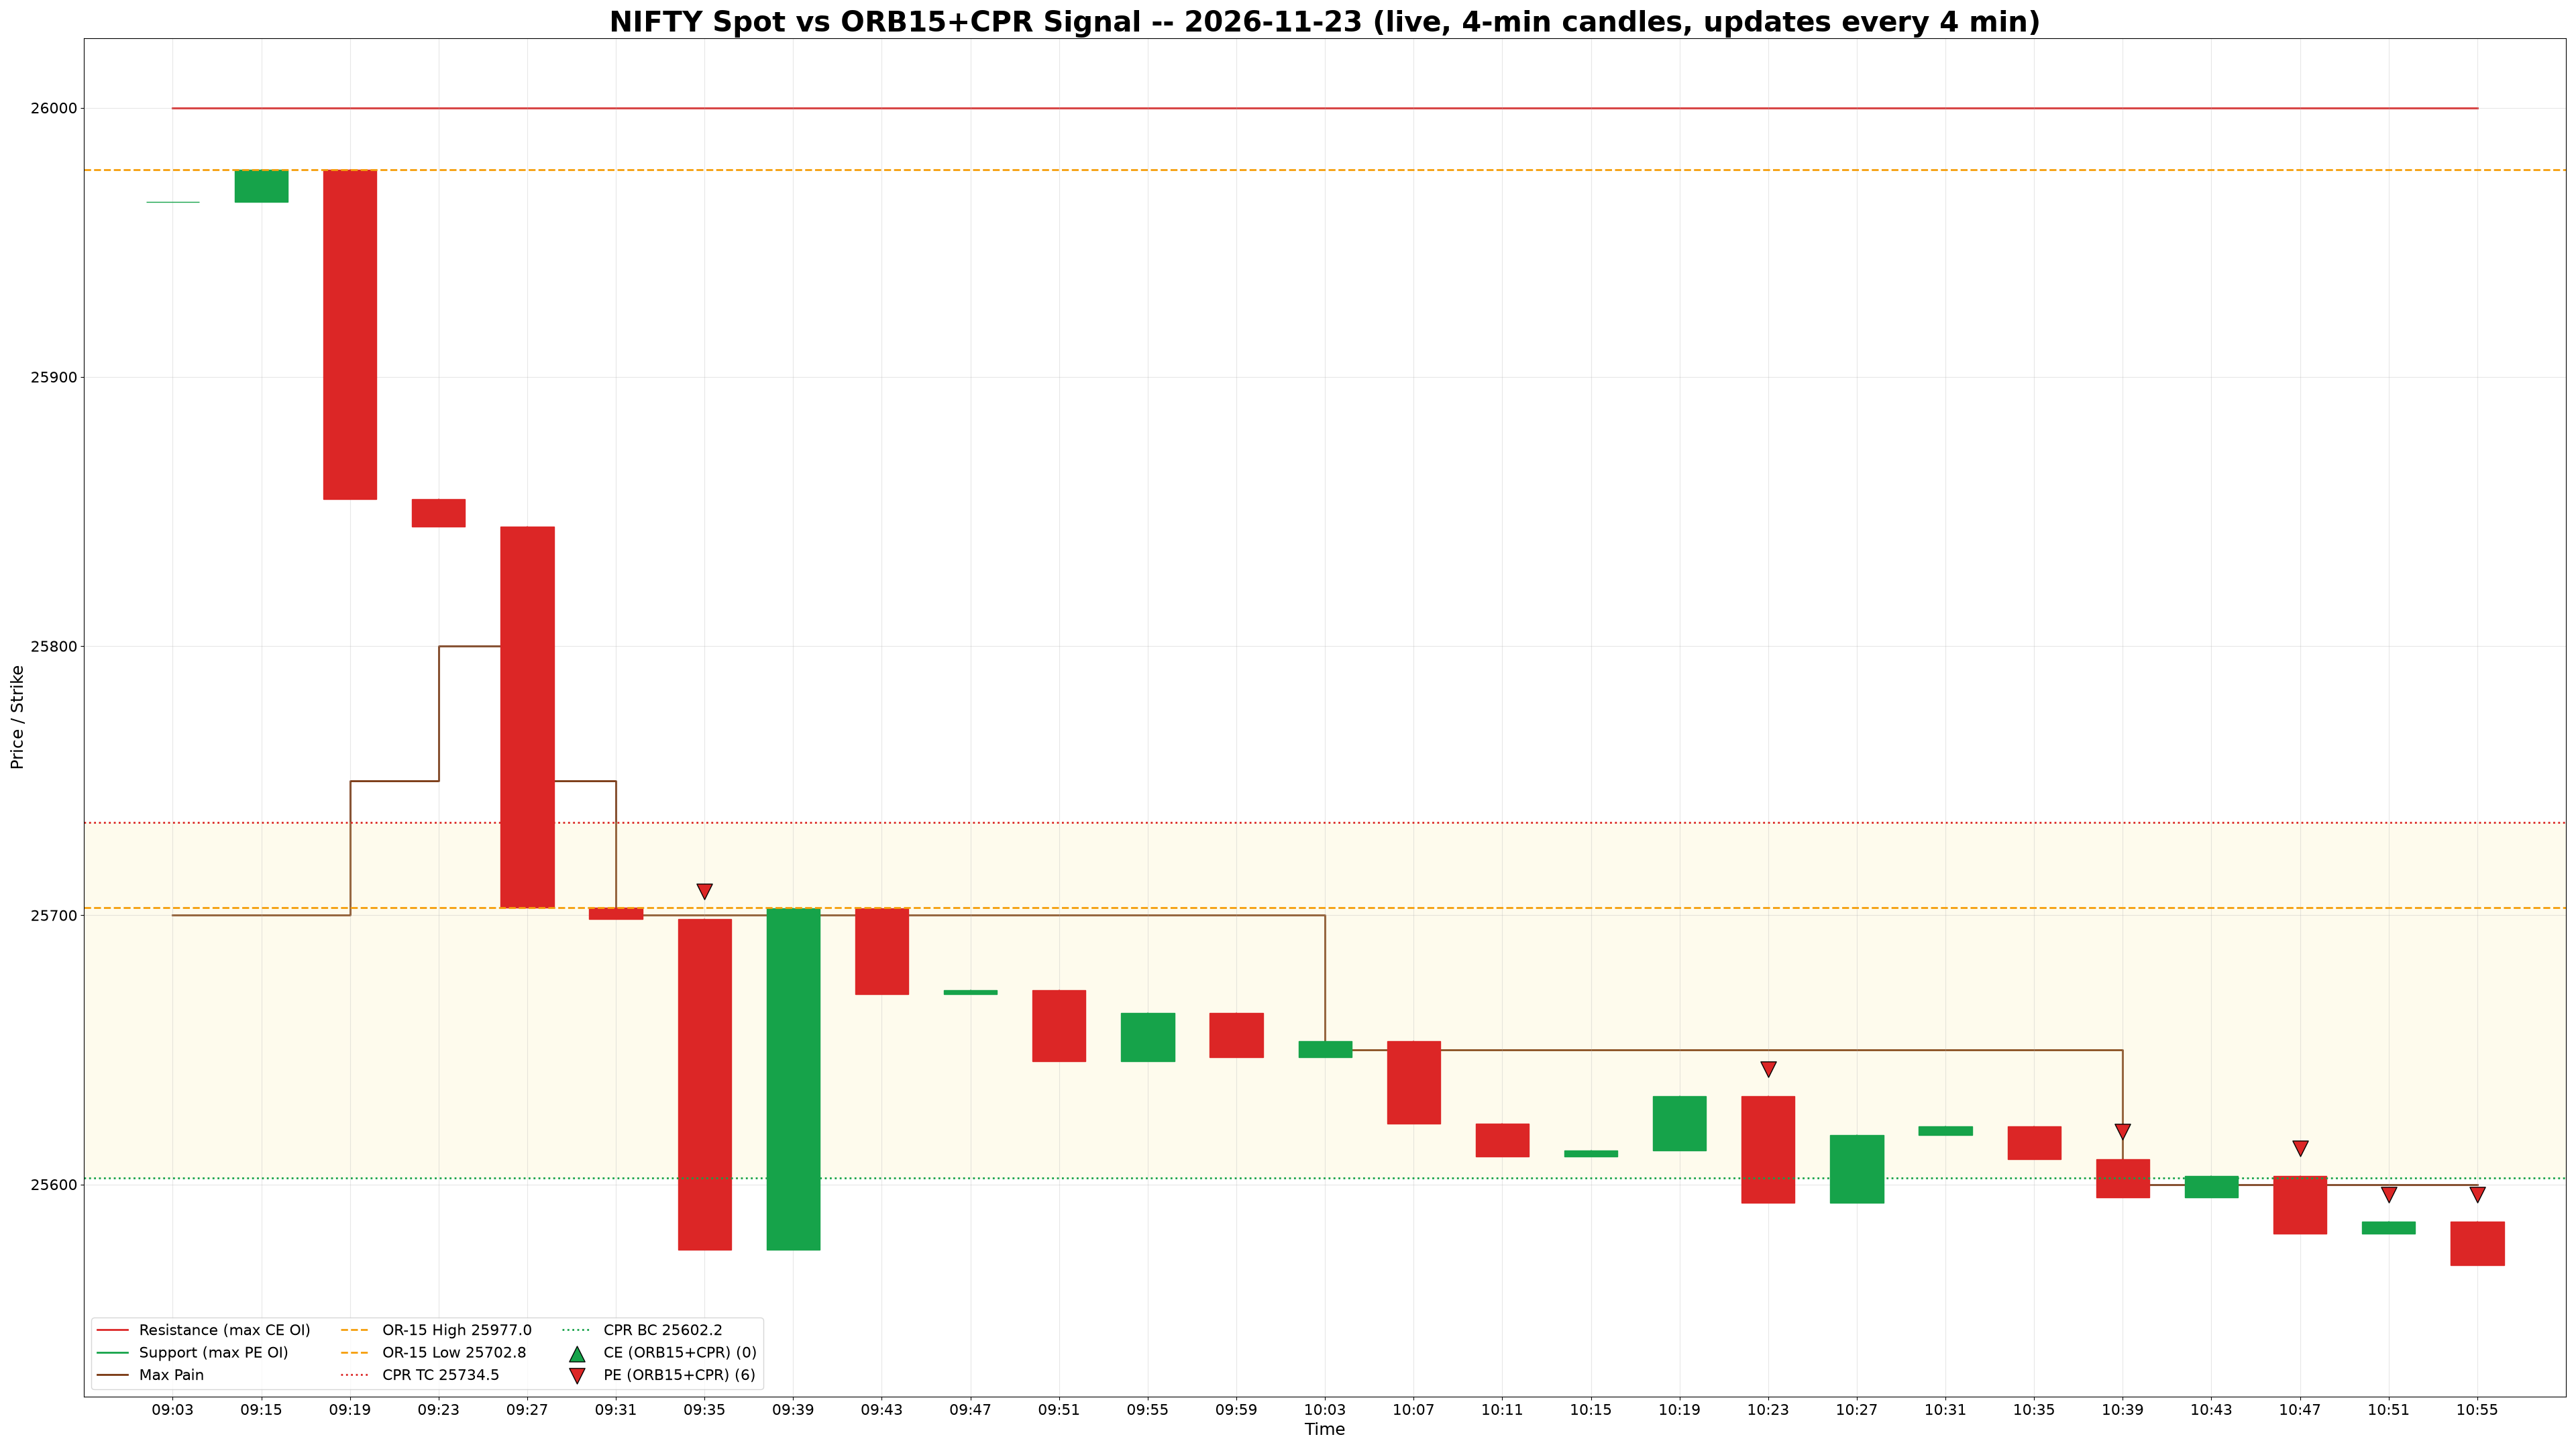 NIFTY Spot vs ORB15+CPR Signal -- 2026-11-23 (live, 4-min candles, updates every 4 min)
Price / Strike
26000
25900
25800
25700
25600
Resistance (max CE OI)
Support (max PE OI)
Max Pain
OR-15 High 25977.0
OR-15 Low 25702.8
CPR TC 25734.5
CPR BC 25602.2
CE (ORB15+CPR) (0)
PE (ORB15+CPR) (6)
09:03 09:15 09:19 09:23 09:27 09:31 09:35 09:39 09:43 09:47 09:51 09:55 09:59 10:03 10:07 10:11 10:15 10:19 10:23 10:27 10:31 10:35 10:39 10:43 10:47 10:51 10:55
Time